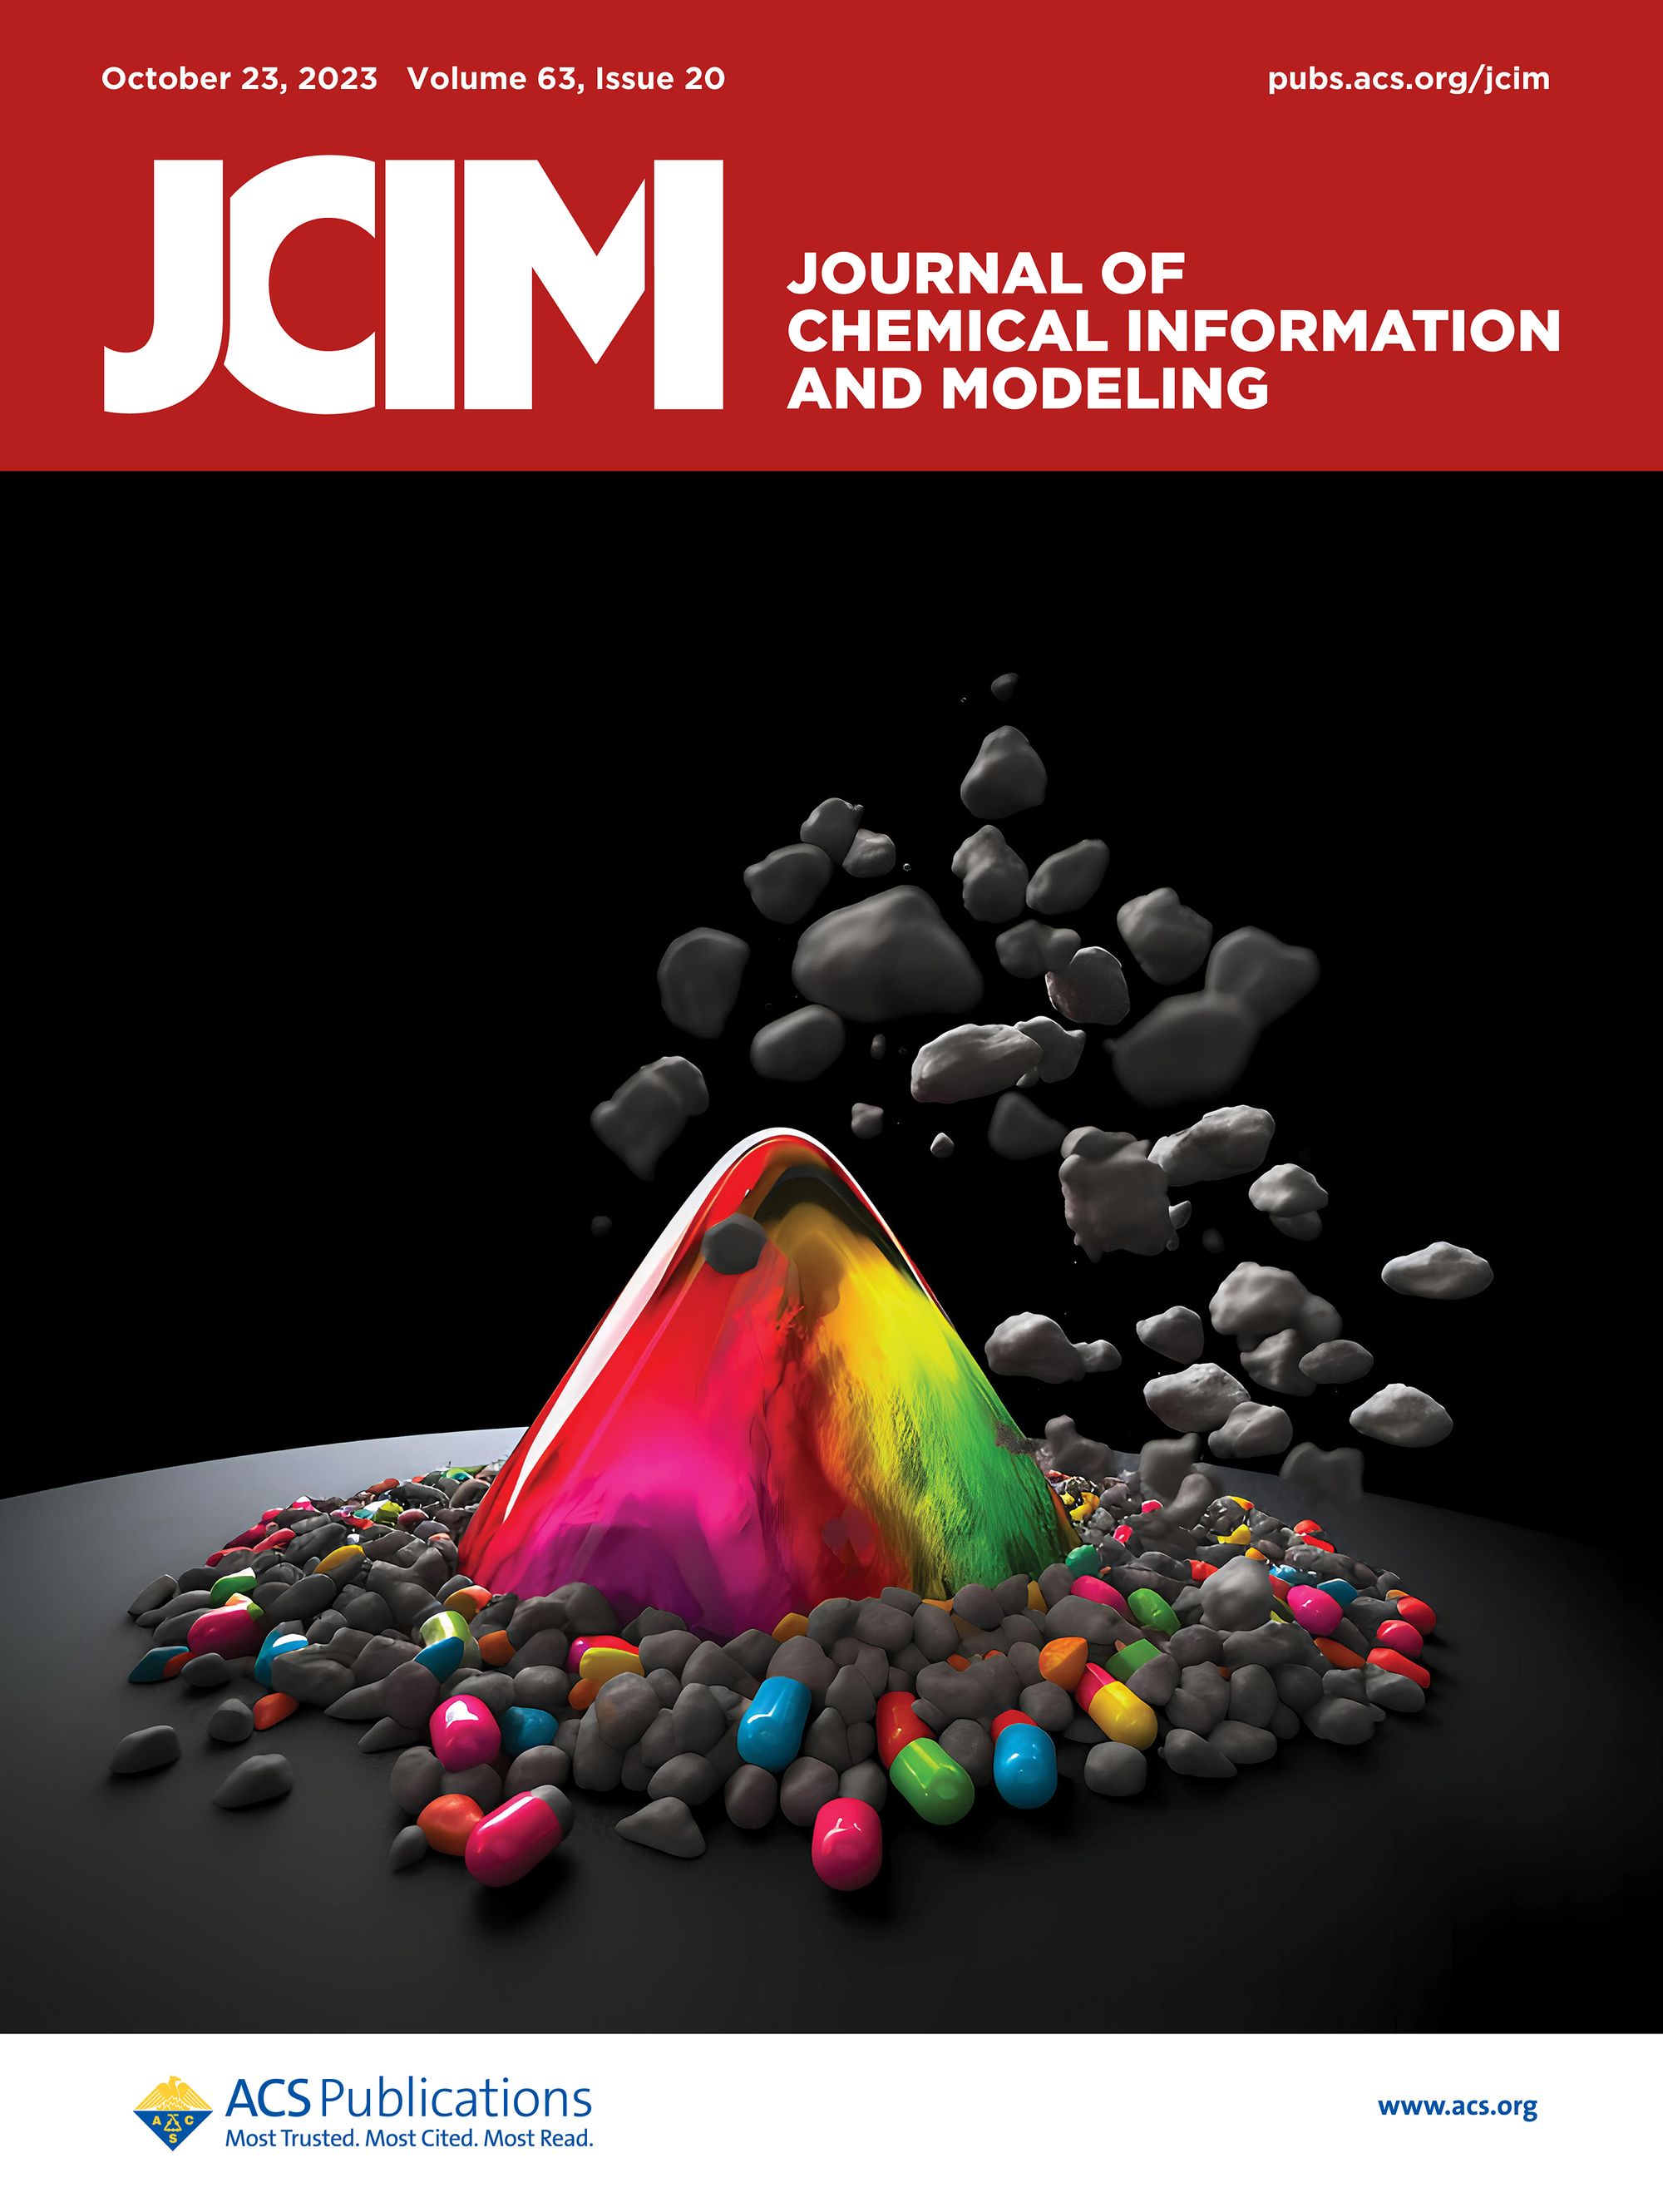 October 23, 2023 Volume 63, Issue 20
pubs.acs.org/jcim
JCIM
JOURNAL OF
CHEMICAL INFORMATION
AND MODELING
A C
S
ACS Publications
Most Trusted. Most Cited. Most Read.
www.acs.org